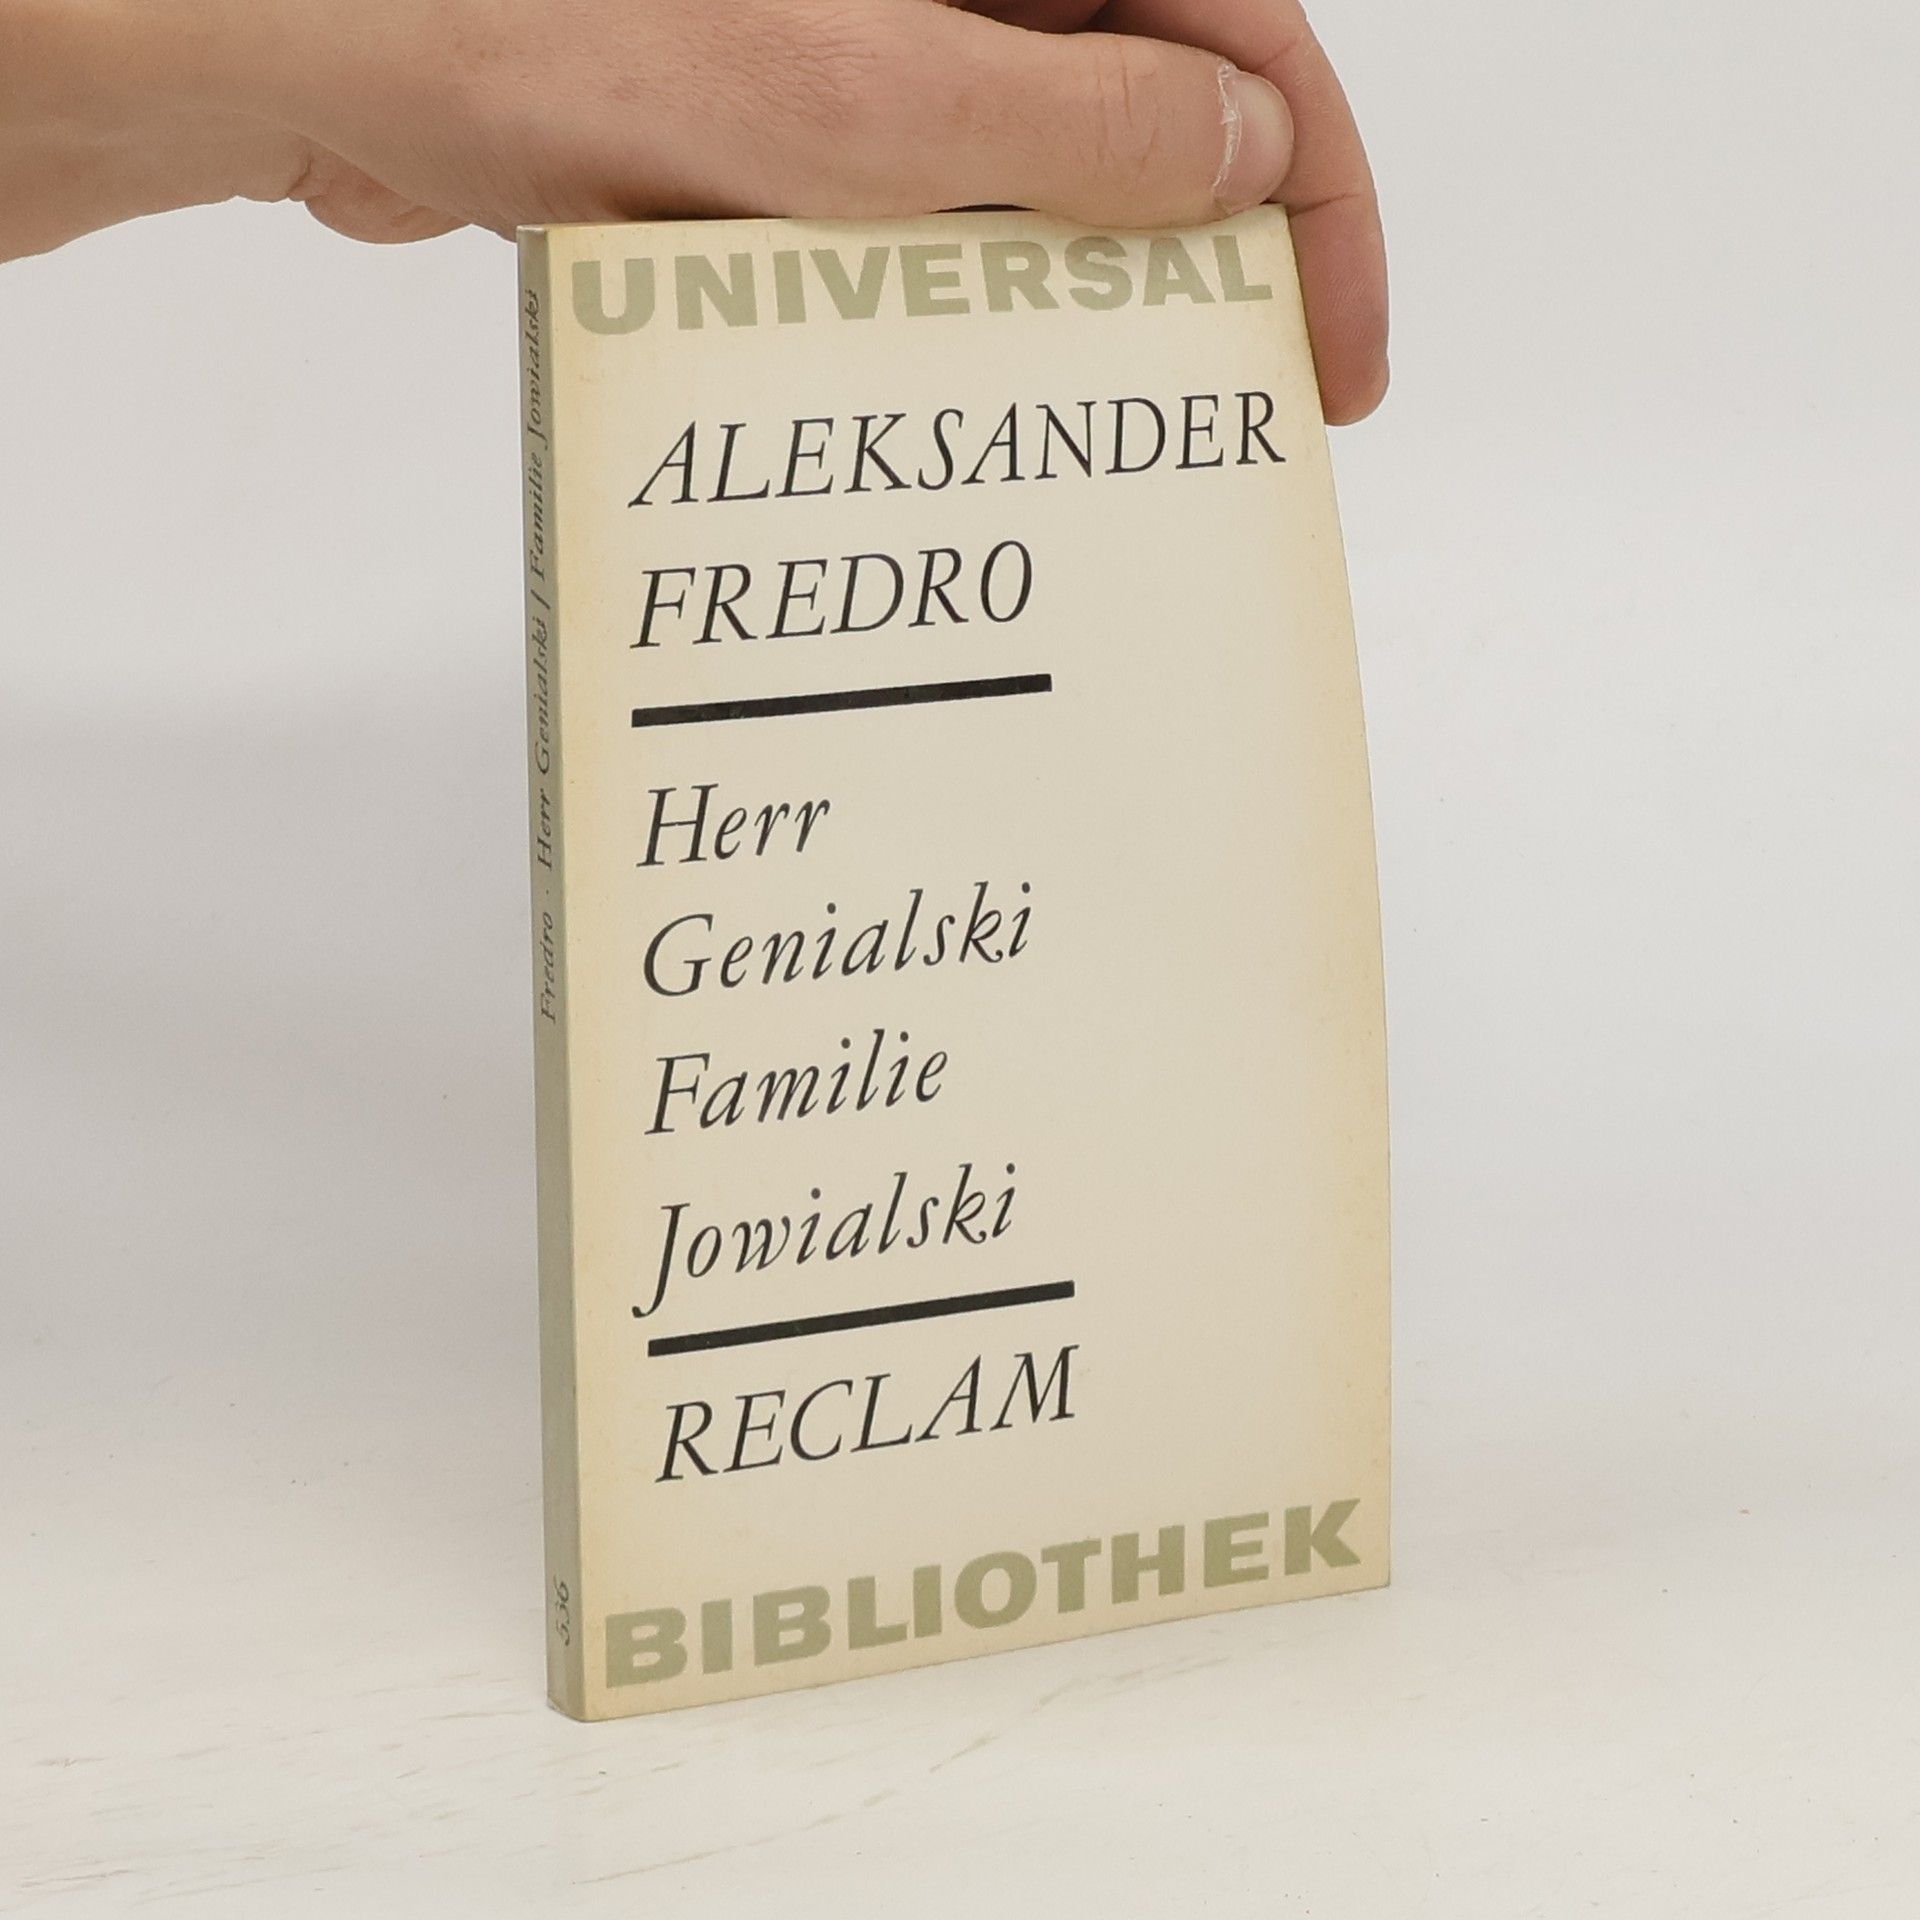 UNIVERSAL
ALEKSANDER
FREDRO
Herr
Genialski
Familie
Jowialski
RECLAM
BIBLIOTHEK
Fredro · Herr Genialski / Familie Jowialski
536